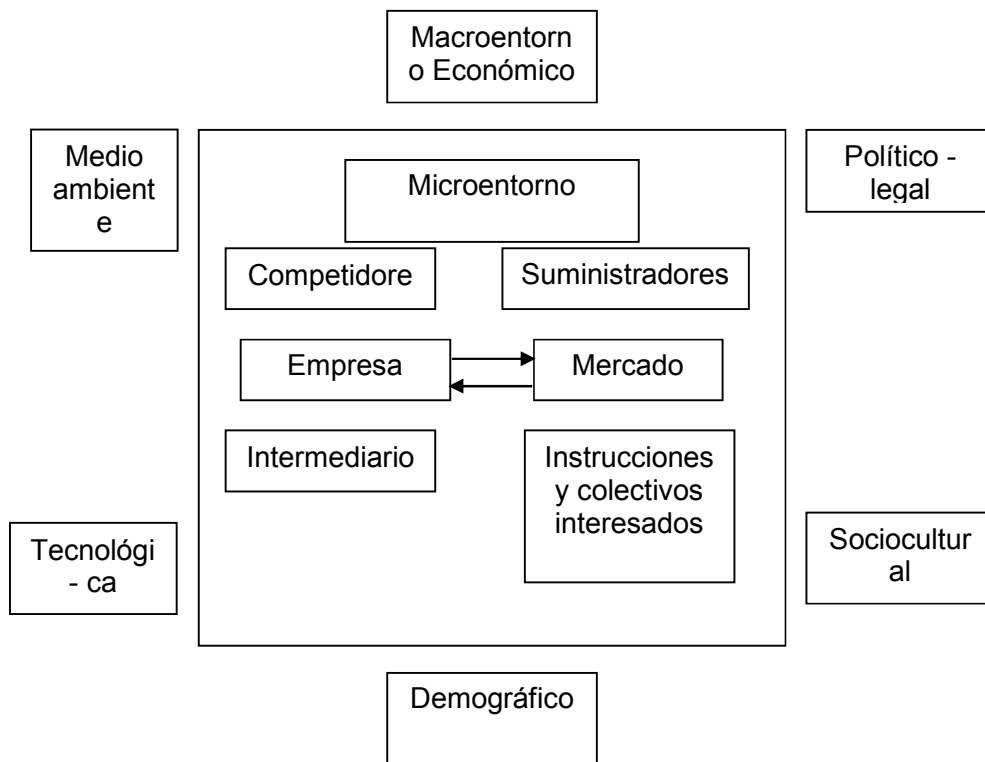 Macroentorn
o Económico
Medio
ambient
e
Político -
legal
Microentorno
Competidore
Suministradores
Empresa
Mercado
Intermediario
Instrucciones
y colectivos
interesados
Tecnológi
- ca
Sociocultur
al
Demográfico